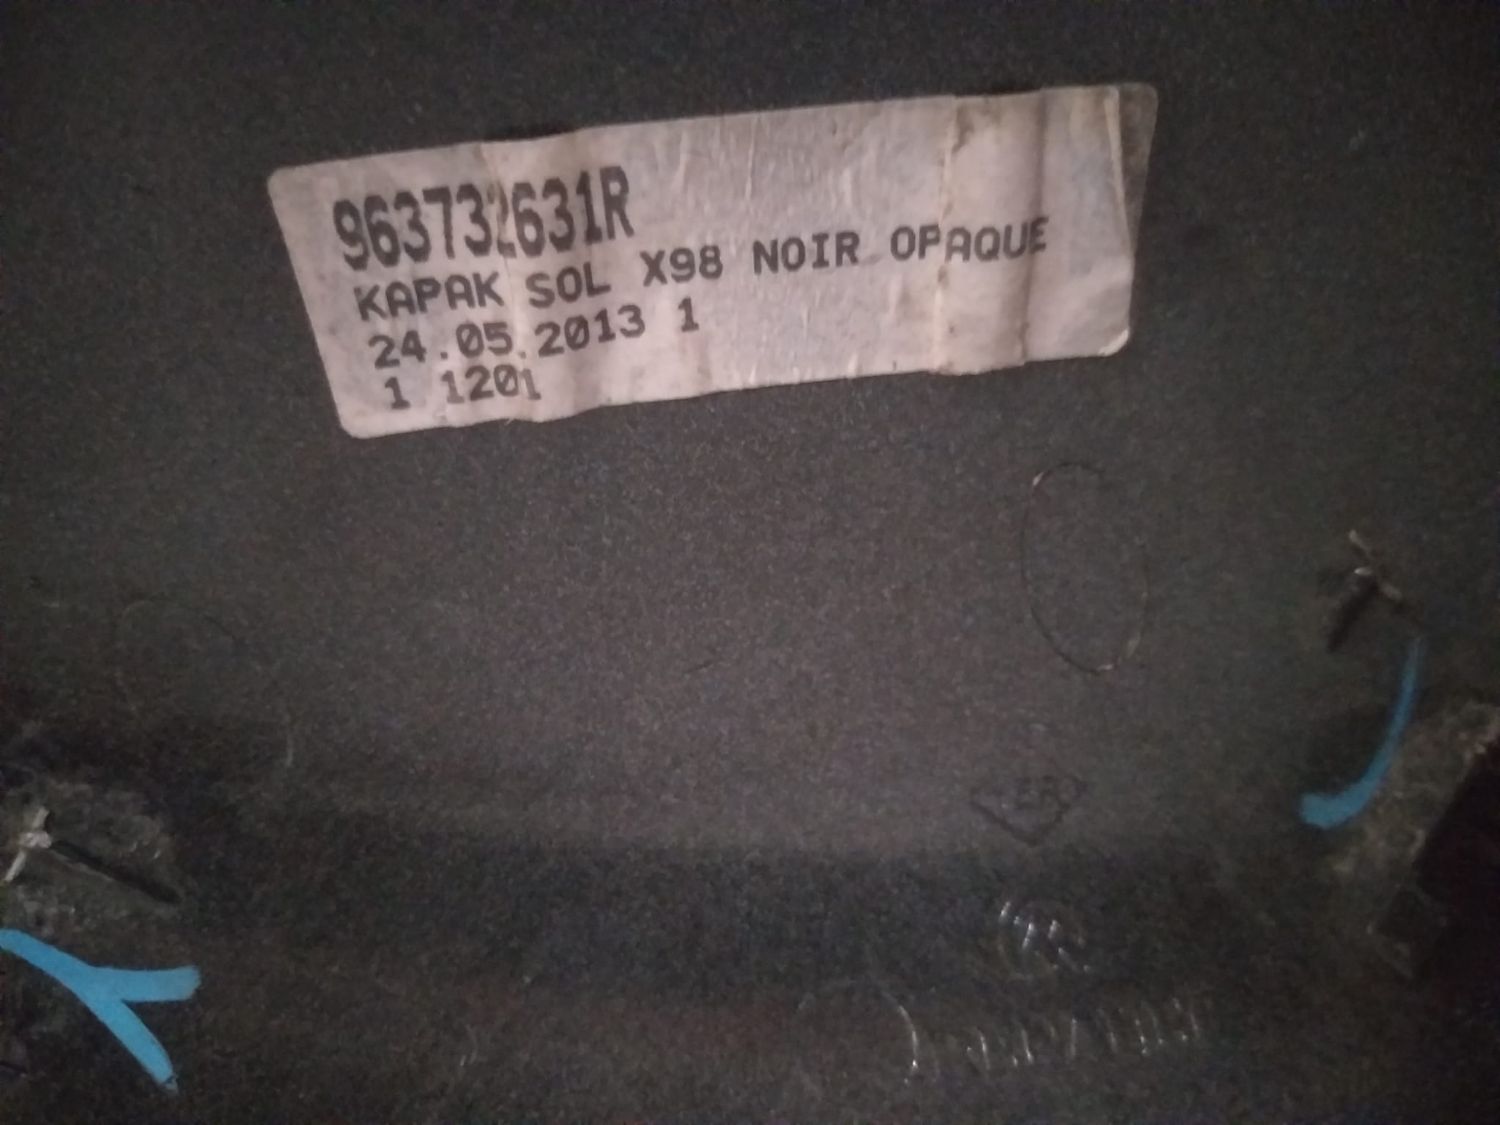 963732631R
KAPAK SOL X98 NOIR OPAQUE
24.05.2013 1
1 1201